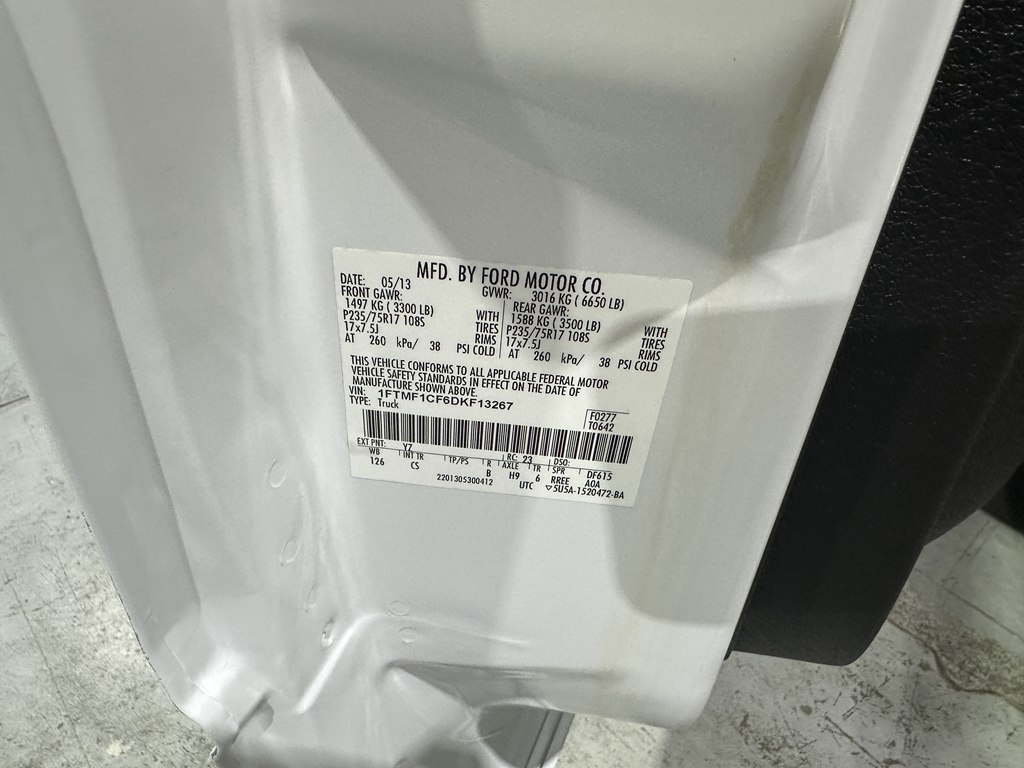 MFD. BY FORD MOTOR CO.
DATE: 05/13 GVWR: 3016 KG ( 6650 LB)
FRONT GAWR: REAR GAWR:
1497 KG ( 3300 LB) WITH 1588 KG ( 3500 LB) WITH
P235/75R17 108S TIRES P235/75R17 108S TIRES
17x7.5J RIMS 17x7.5J RIMS
AT 260 kPa/ 38 PSI COLD AT 260 kPa/ 38 PSI COLD
THIS VEHICLE CONFORMS TO ALL APPLICABLE FEDERAL MOTOR
VEHICLE SAFETY STANDARDS IN EFFECT ON THE DATE OF
MANUFACTURE SHOWN ABOVE.
VIN: 1FTMF1CF6DKF13267
TYPE: Truck
F0277
T0642
EXT PNT: YZ RC: 23 DSO:
WB INT TR TP/PS R AXLE TR SPR DF615
126 CS B H9 6 RREE AOA
2201305300412 UTC ▽5U5A-1520472-BA